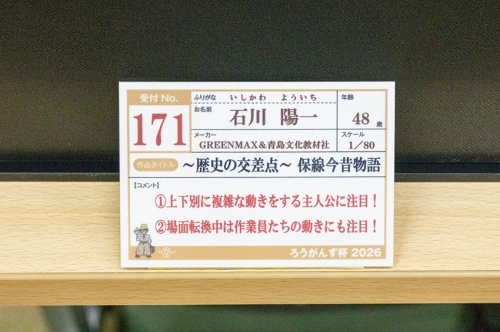 受付 No.
171
ふりがな いしかわ よういち
お名前 石川 陽一
年齢 48 歳
メーカー GREENMAX&青島文化教材社
スケール 1/80
作品タイトル ～歴史の交差点～ 保線今昔物語
【コメント】
①上下別に複雑な動きをする主人公に注目！
②場面転換中は作業員たちの動きにも注目！
ろうがんず杯 2026